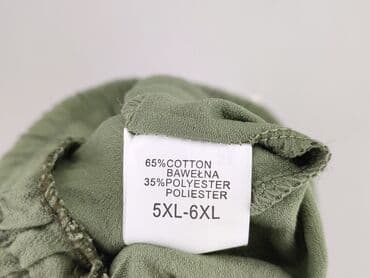 65%COTTON
BAWEŁNA
35%POLYESTER
POLIESTER
5XL-6XL